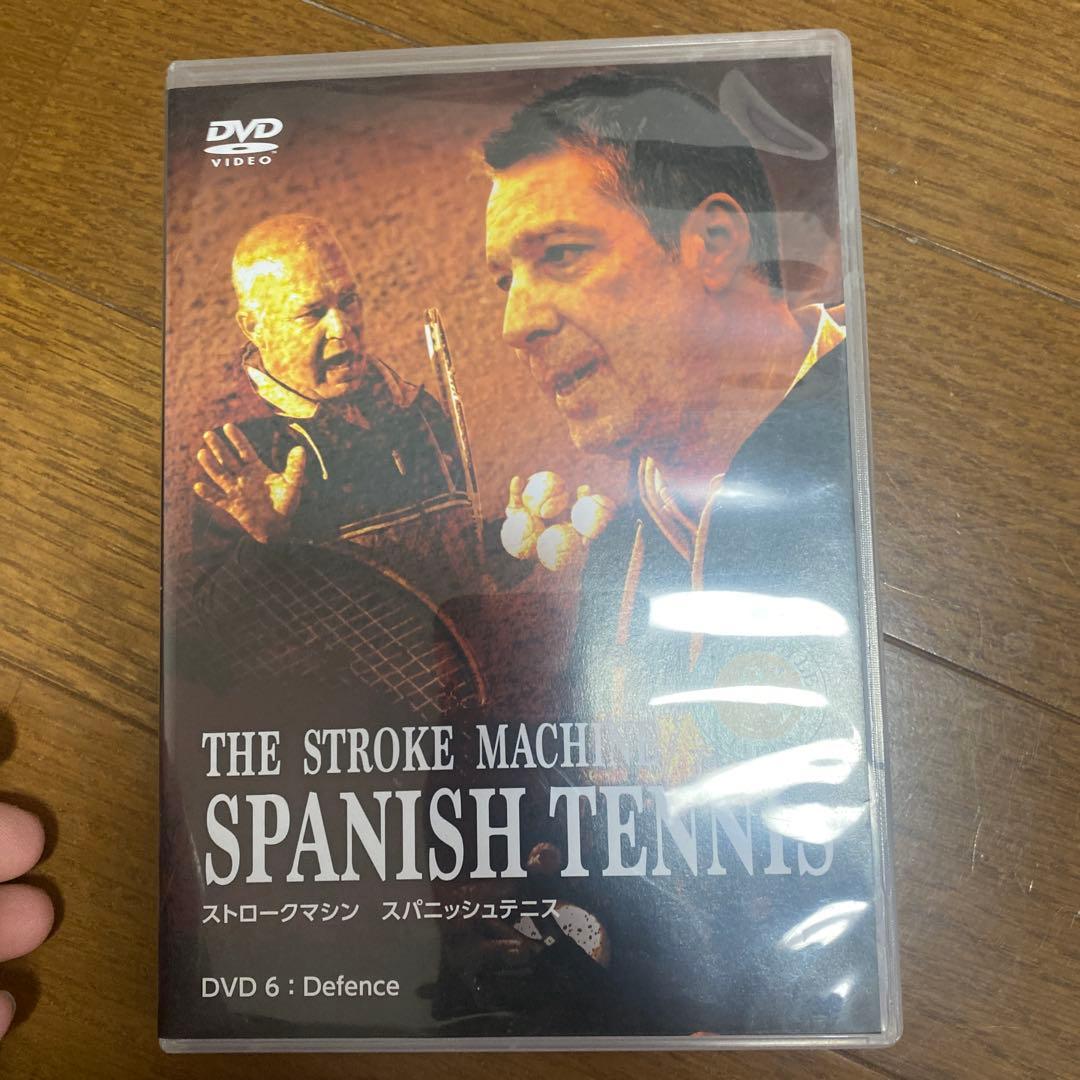 DVD
VIDEO
THE STROKE MACHINE
SPANISH TENNIS
ストロークマシン スパニッシュテニス
DVD 6 : Defence